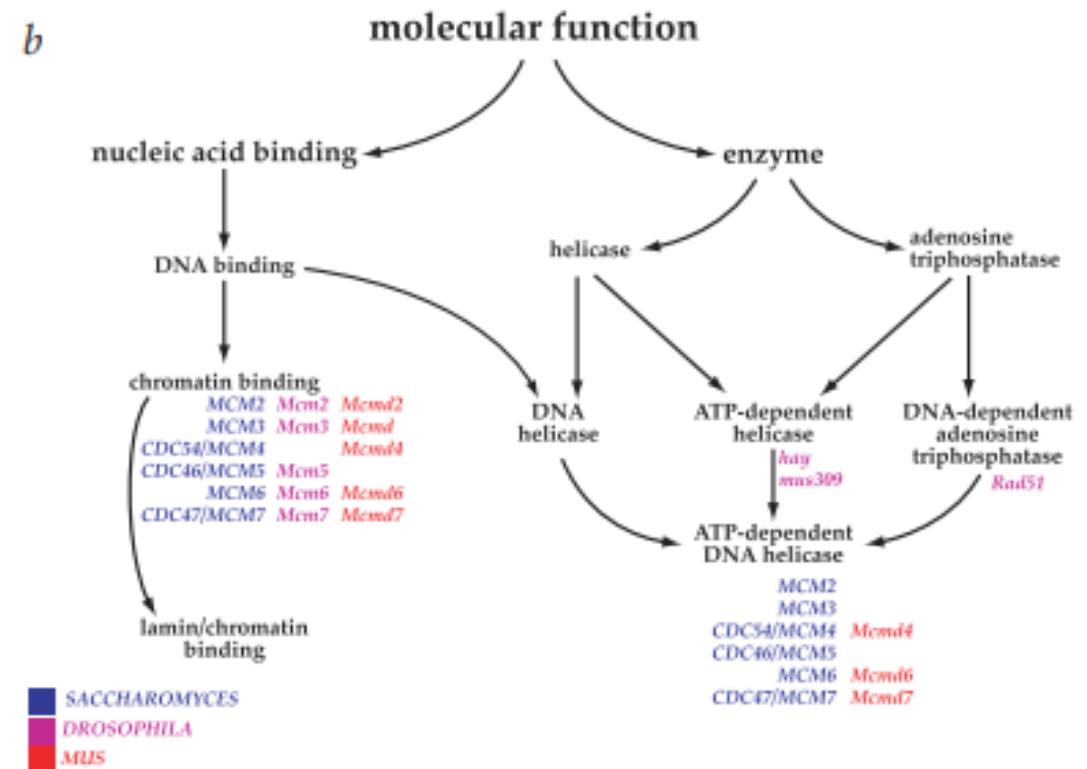 b
molecular function
nucleic acid binding
enzyme
helicase
adenosine
triphosphatase
DNA binding
chromatin binding
MCM2 Mcm2 Mcmd2
MCM3 Mcm3 Mcmd
CDC54/MCM4 Mcmd4
CDC46/MCM5 Mcm5
MCM6 Mcm6 Mcmd6
CDC47/MCM7 Mcm7 Mcmd7
DNA
helicase
ATP-dependent
helicase
hay
mus309
DNA-dependent
adenosine
triphosphatase
Rad51
ATP-dependent
DNA helicase
MCM2
MCM3
CDC54/MCM4 Mcmd4
CDC46/MCM5
MCM6 Mcmd6
CDC47/MCM7 Mcmd7
lamin/chromatin
binding
SACCHAROMYCES
DROSOPHILA
MUS